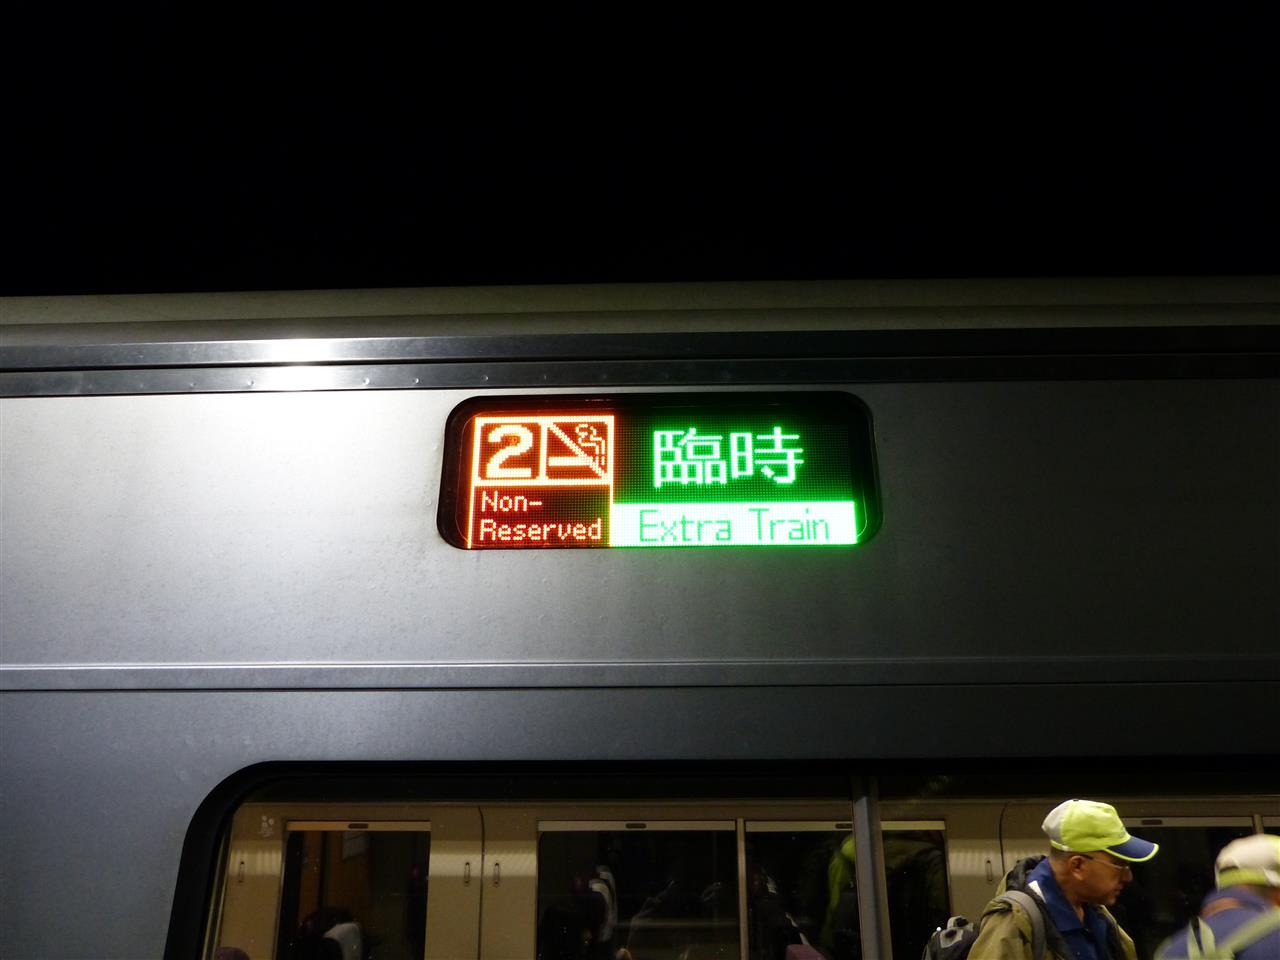 2
Non-
Reserved
臨時
Extra Train